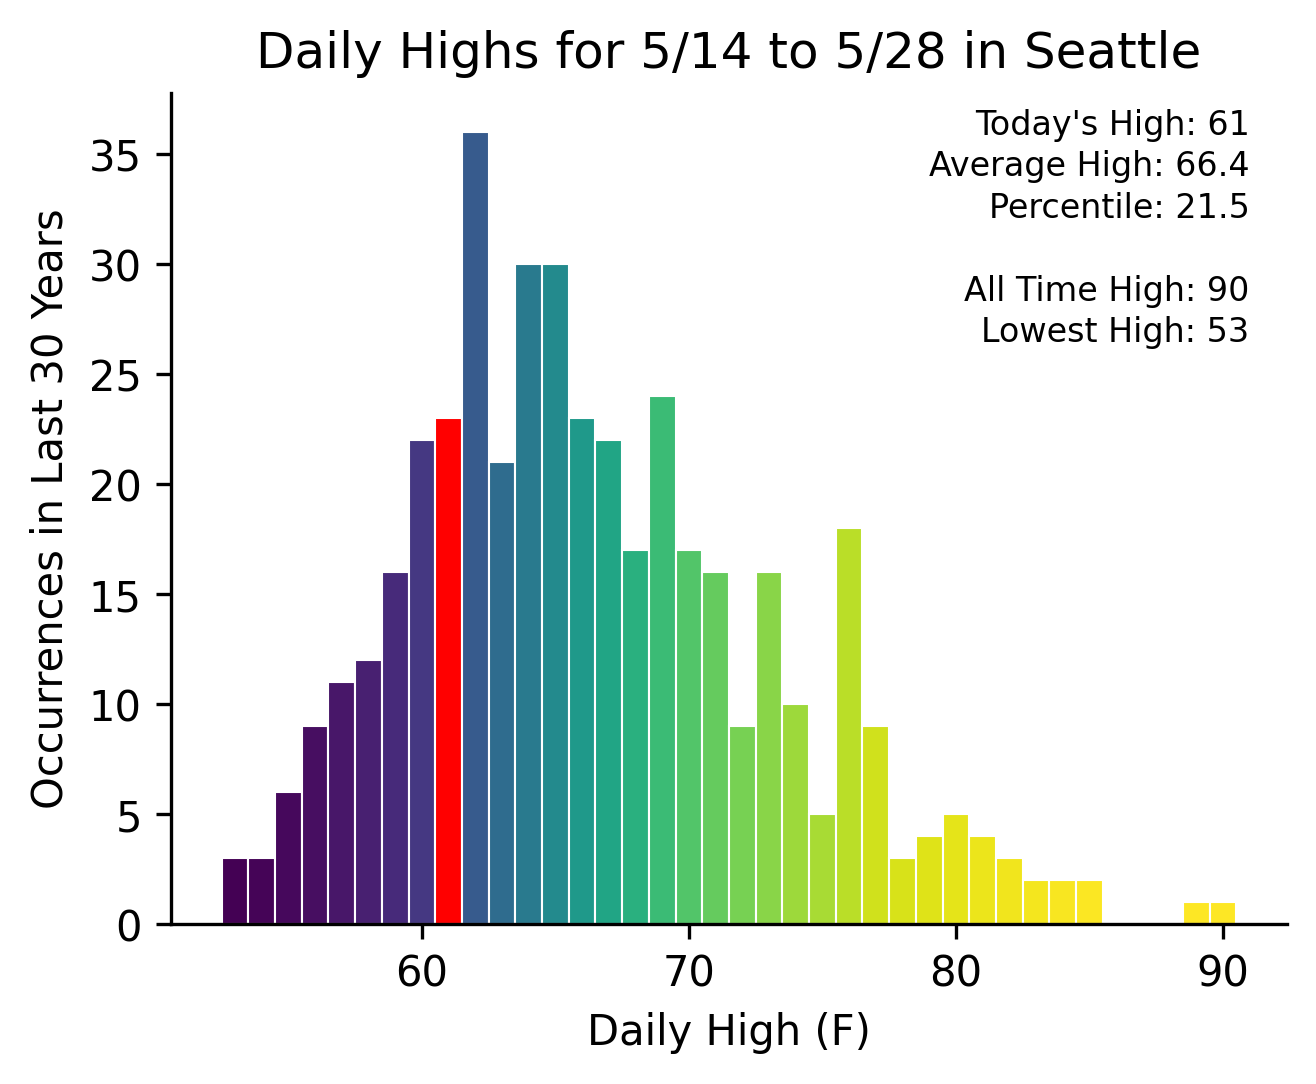 Daily Highs for 5/14 to 5/28 in Seattle
Today's High: 61
Average High: 66.4
Percentile: 21.5
All Time High: 90
Lowest High: 53
Occurrences in Last 30 Years
35
30
25
20
15
10
5
0
60
70
80
90
Daily High (F)